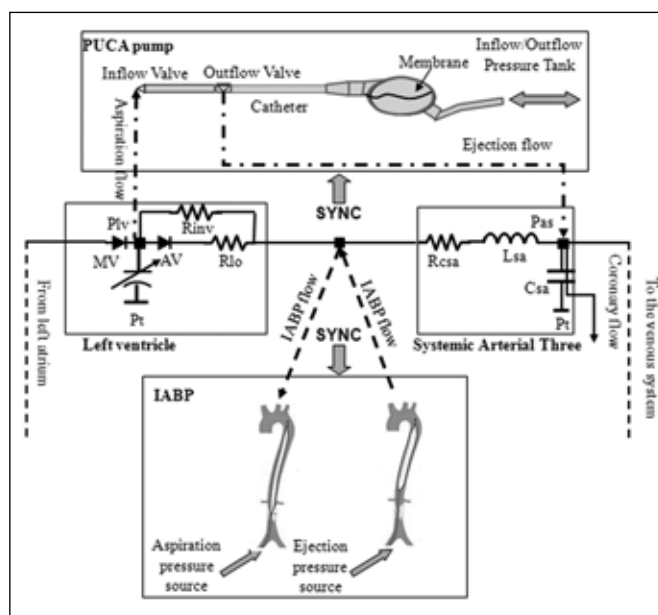 PUCA pump
Inflow/Outflow
Pressure Tank
Membrane
Inflow Valve
Outflow Valve
Catheter
Aspiration flow
Ejection flow
SYNC
Plv
MV
AV
Rinv
Rlo
Pt
Left ventricle
From left atrium
Rcsa
Lsa
Pas
Csa
Pt
Systemic Arterial Three
Coronary flow
To the venous system
IABP flow
IABP flow
SYNC
IABP
Aspiration
pressure
source
Ejection
pressure
source